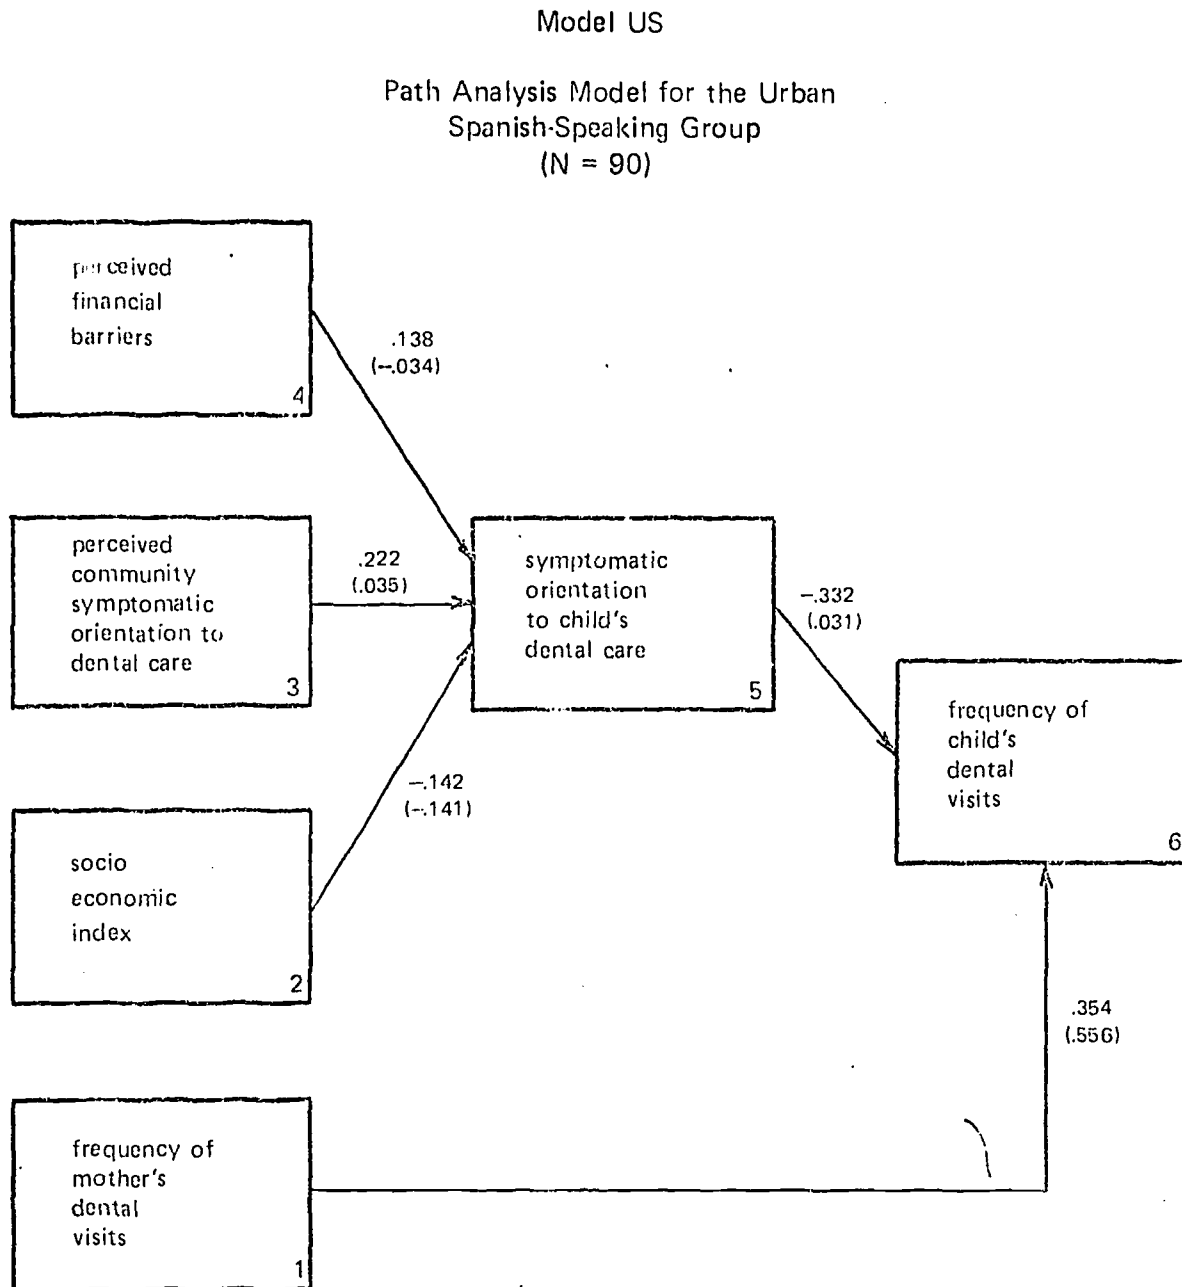 Model US
Path Analysis Model for the Urban
Spanish-Speaking Group
(N = 90)
perceived
financial
barriers
4
.138
(-.034)
perceived
community
symptomatic
orientation to
dental care
3
.222
(.035)
symptomatic
orientation
to child's
dental care
5
-.332
(.031)
frequency of
child's
dental
visits
6
socio
economic
index
2
-.142
(-.141)
.354
(.556)
frequency of
mother's
dental
visits
1